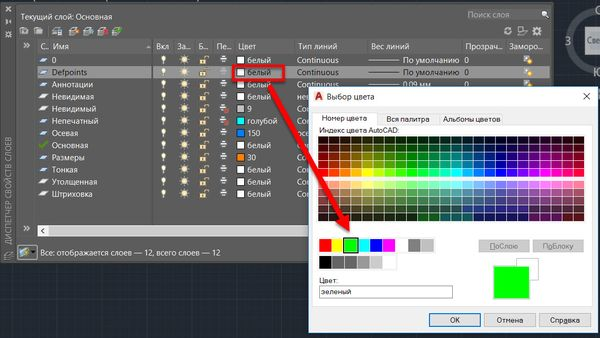 Текущий слой: Основная
Поиск слоя
С.. Имя Вкл За... Б... Пе... Цвет Тип линий Вес линий Прозрач... Заморо...
0 белый Continuous По умолчанию 0
Defpoints белый Continuous По умолчанию 0
Аннотации белый Continuous 0.09 мм
Невидимая белый
Невидимый 9
Непечатный голубой
Осевая 150
Основная белый
Размеры 30
Тонкая белый
Утолщенная белый
Штриховка белый
Все: отображается слоев — 12, всего слоев — 12
ДИСПЕТЧЕР СВОЙСТВ СЛОЕВ
Выбор цвета
Номер цвета Вся палитра Альбомы цветов
Индекс цвета AutoCAD:
ПоСлою ПоБлоку
Цвет:
зеленый
ОК Отмена Справка